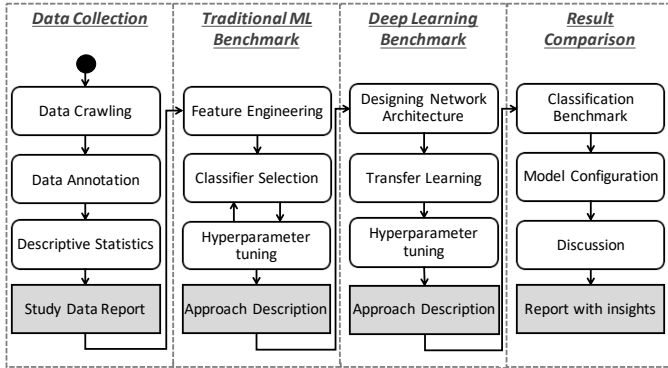 Data Collection
Data Crawling
Data Annotation
Descriptive Statistics
Study Data Report
Traditional ML
Benchmark
Feature Engineering
Classifier Selection
Hyperparameter
tuning
Approach Description
Deep Learning
Benchmark
Designing Network
Architecture
Transfer Learning
Hyperparameter
tuning
Approach Description
Result
Comparison
Classification
Benchmark
Model Configuration
Discussion
Report with insights